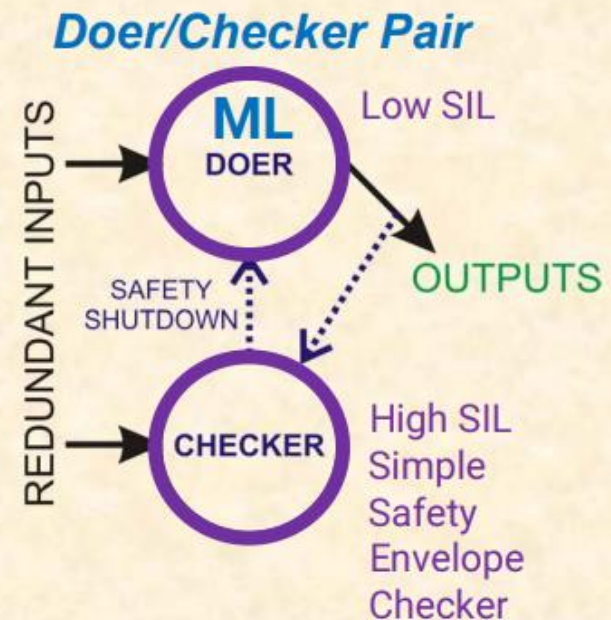 Doer/Checker Pair
REDUNDANT INPUTS
ML
DOER
Low SIL
OUTPUTS
SAFETY
SHUTDOWN
CHECKER
High SIL
Simple
Safety
Envelope
Checker